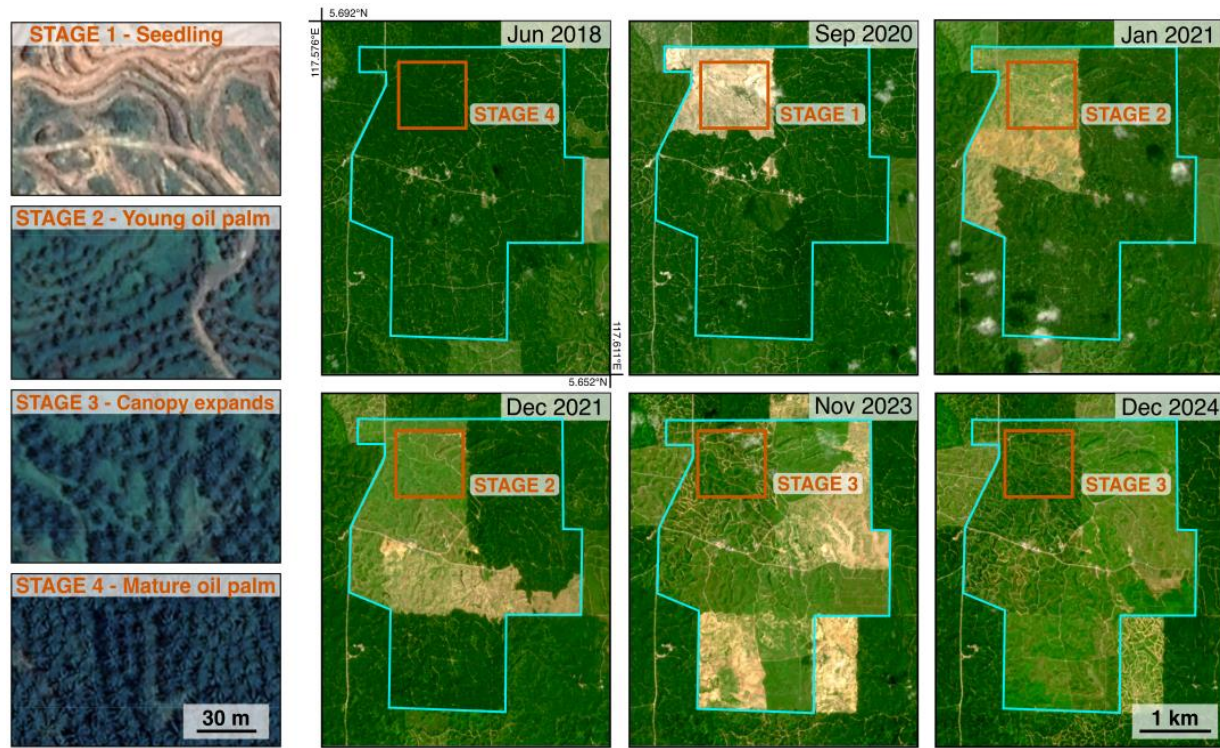 STAGE 1 - Seedling
STAGE 2 - Young oil palm
STAGE 3 - Canopy expands
STAGE 4 - Mature oil palm
30 m
5.692°N
117.576°E
Jun 2018
STAGE 4
Sep 2020
STAGE 1
Jan 2021
STAGE 2
117.611°E
5.652°N
Dec 2021
STAGE 2
Nov 2023
STAGE 3
Dec 2024
STAGE 3
1 km